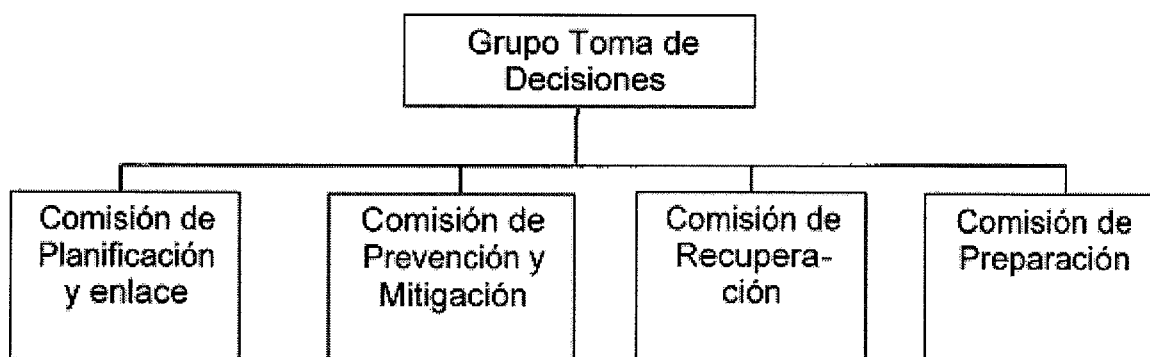 Grupo Toma de
Decisiones
Comisión de
Planificación
y enlace
Comisión de
Prevención y
Mitigación
Comisión de
Recupera-
ción
Comisión de
Preparación